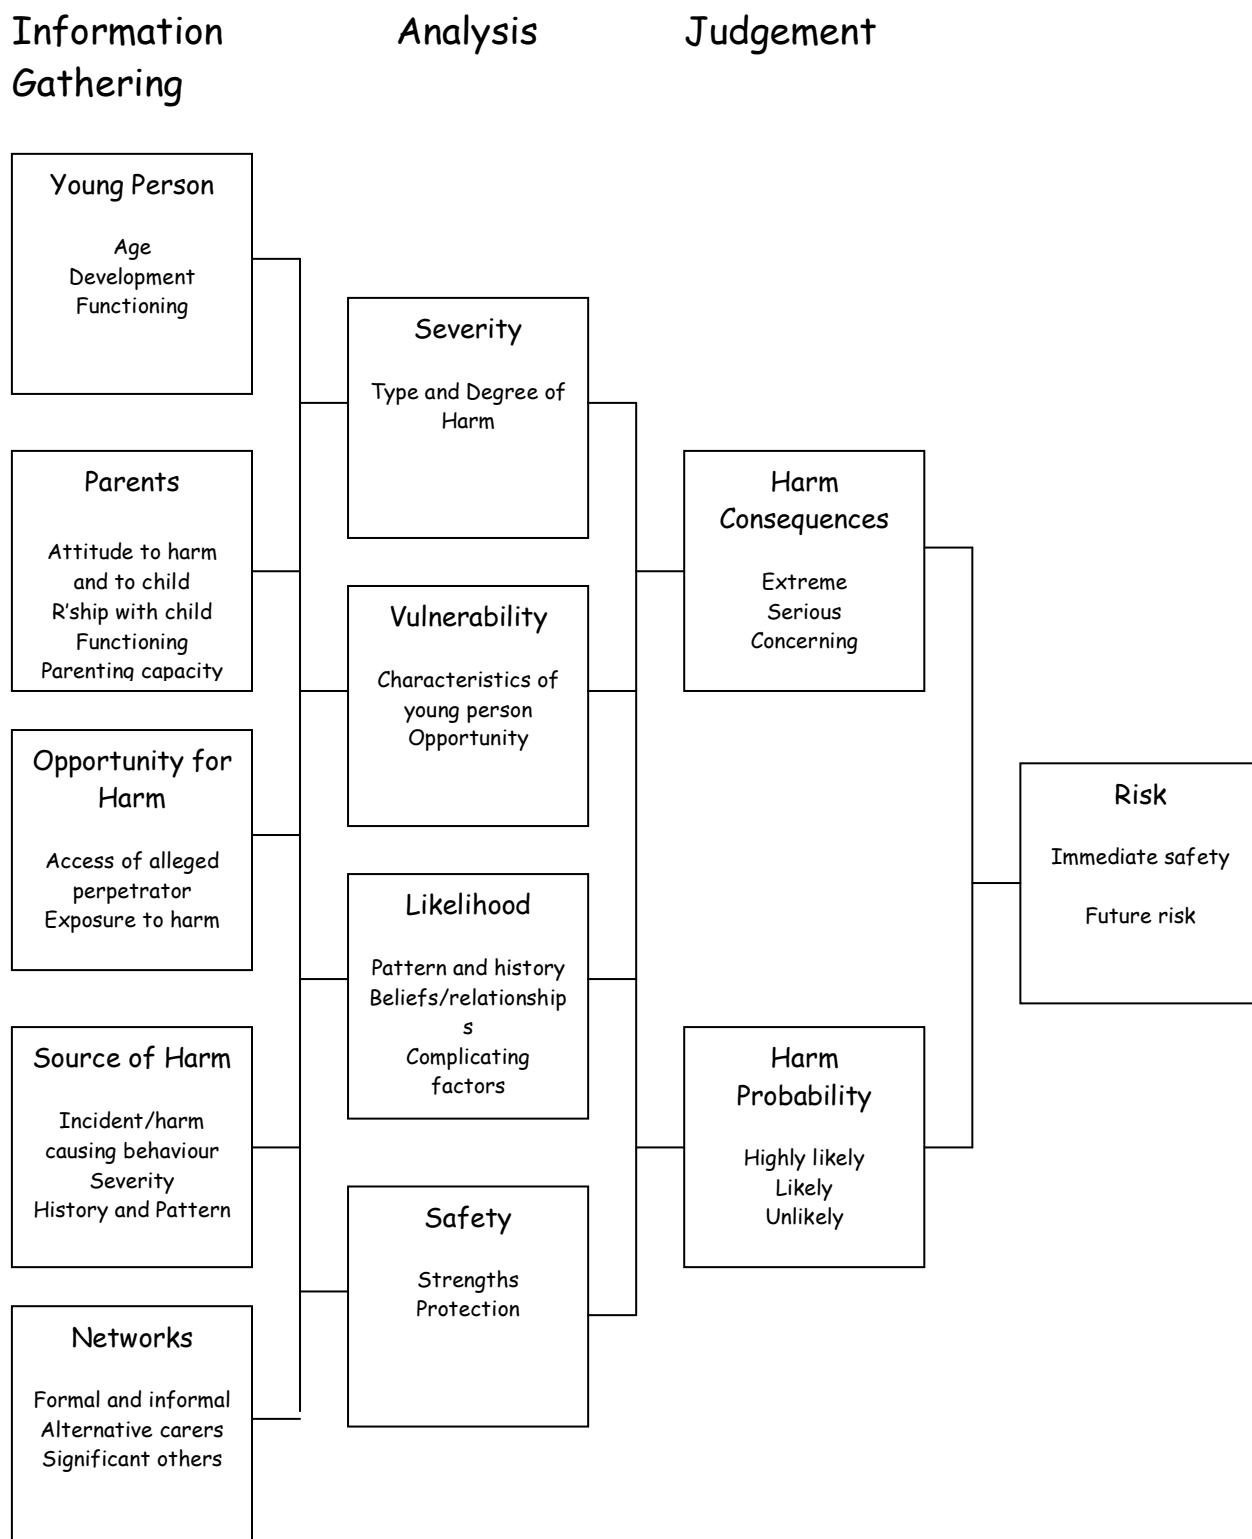 Information
Gathering
Analysis
Judgement
Young Person
Age
Development
Functioning
Parents
Attitude to harm
and to child
R'ship with child
Functioning
Parenting capacity
Opportunity for
Harm
Access of alleged
perpetrator
Exposure to harm
Source of Harm
Incident/harm
causing behaviour
Severity
History and Pattern
Networks
Formal and informal
Alternative carers
Significant others
Severity
Type and Degree of
Harm
Vulnerability
Characteristics of
young person
Opportunity
Likelihood
Pattern and history
Beliefs/relationship
s
Complicating
factors
Safety
Strengths
Protection
Harm
Consequences
Extreme
Serious
Concerning
Harm
Probability
Highly likely
Likely
Unlikely
Risk
Immediate safety
Future risk